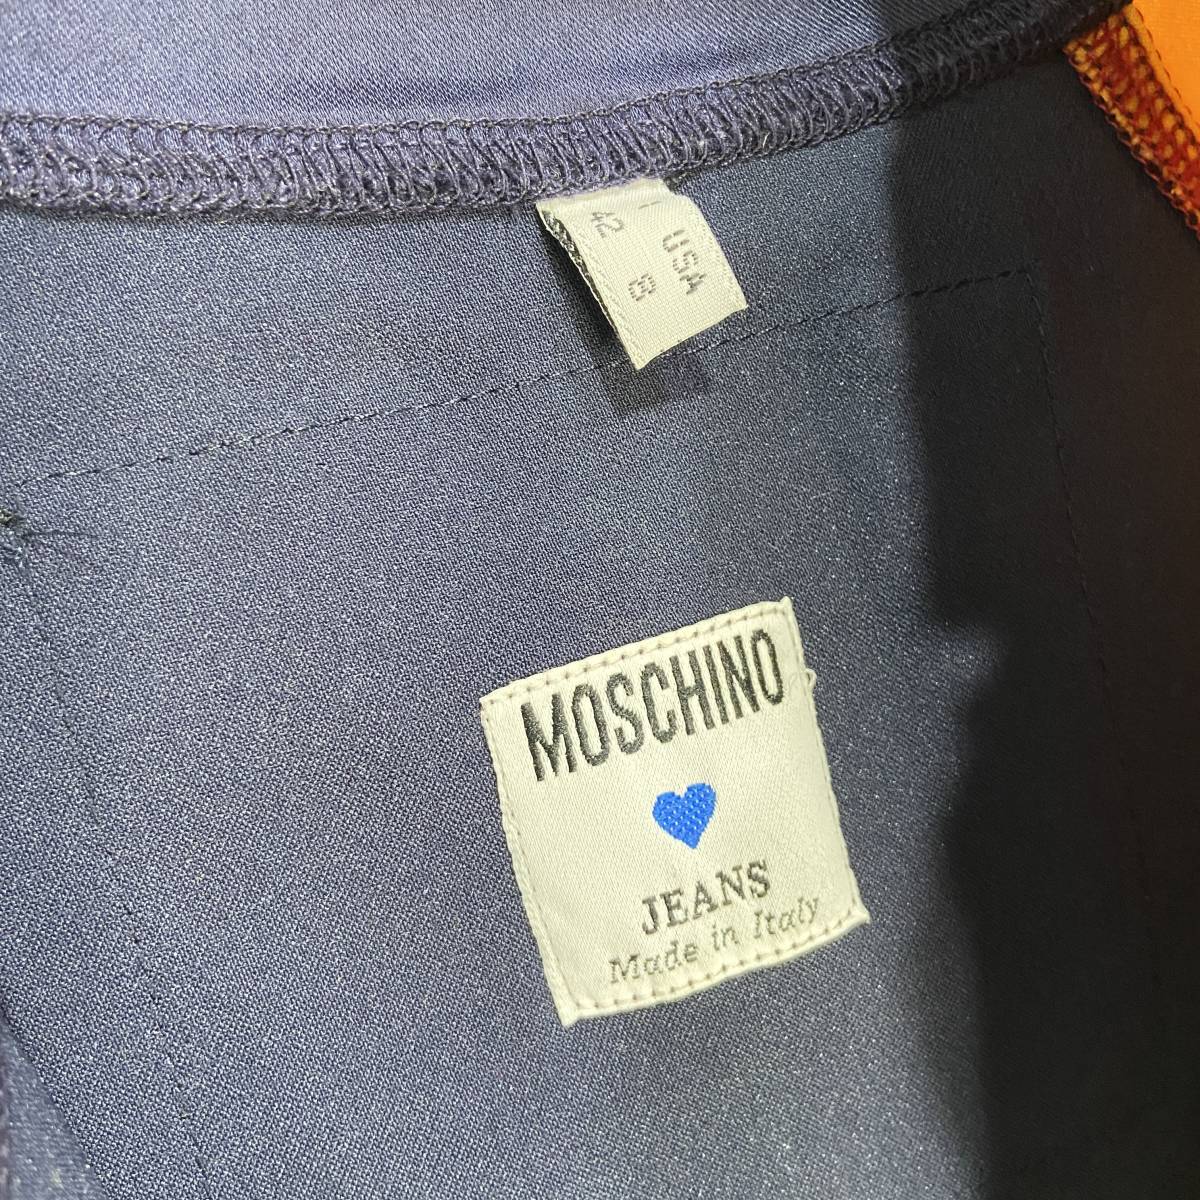 I USA
42 8
MOSCHINO
JEANS
Made in Italy